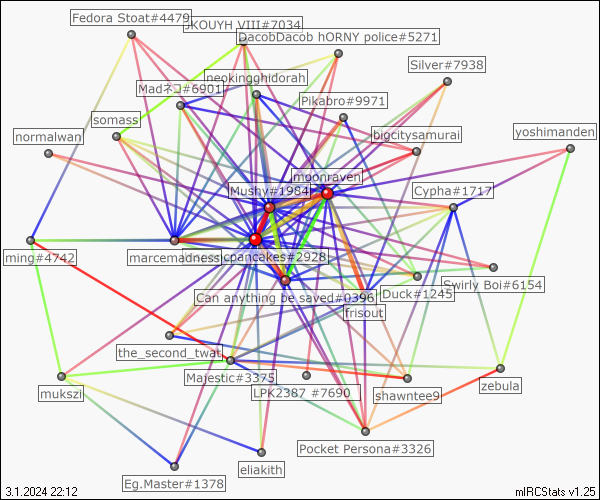 Fedora Stoat#4479
JKOUYH VIII#7034
DacobDacob hORNY police#5271
Silver#7938
neokingghidorah
Madネコ#6901
Pikabro#9971
somass
normalwan
bigcitysamurai
yoshimanden
moonraven
Mushy#1984
Cypha#1717
marcemadness
pancakes#2928
ming#4742
Swirly Boi#6154
Duck#1245
Can anything be saved#0396
frisout
the_second_twat
Majestic#3375
LPK2387 #7690
shawntee9
zebula
mukszi
Pocket Persona#3326
eliakith
Eg.Master#1378
3.1.2024 22:12
mIRCStats v1.25